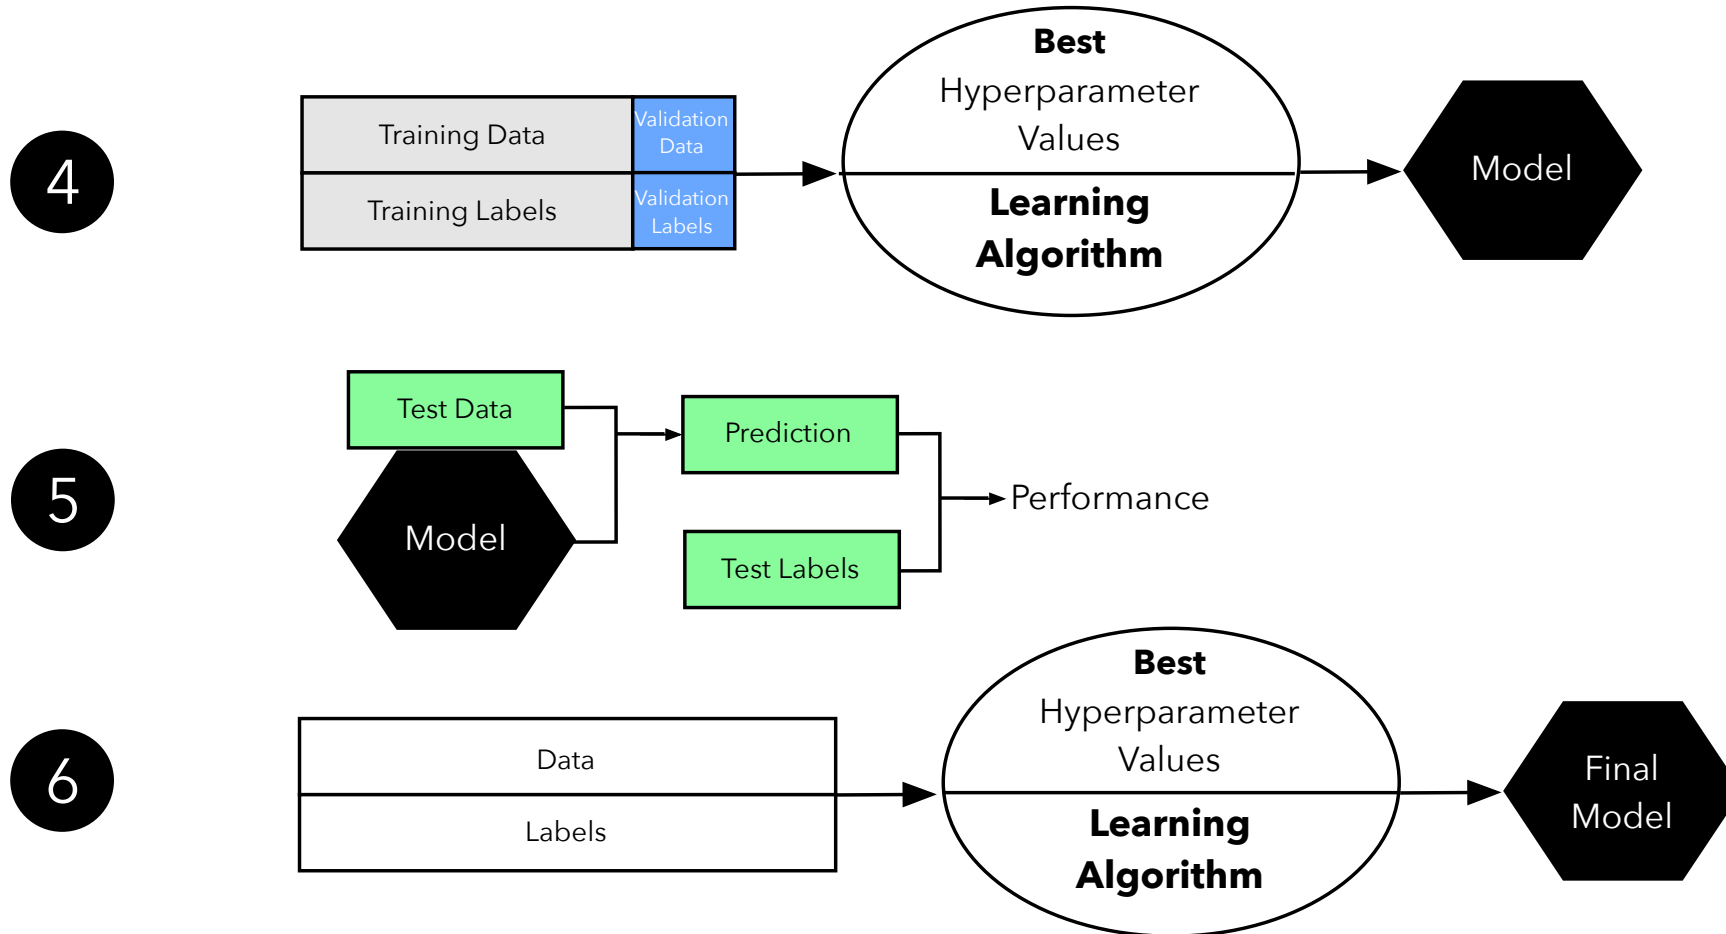 4
Training Data
Validation
Data
Training Labels
Validation
Labels
Best
Hyperparameter
Values
Learning
Algorithm
Model
5
Test Data
Model
Prediction
Test Labels
Performance
6
Data
Labels
Best
Hyperparameter
Values
Learning
Algorithm
Final
Model